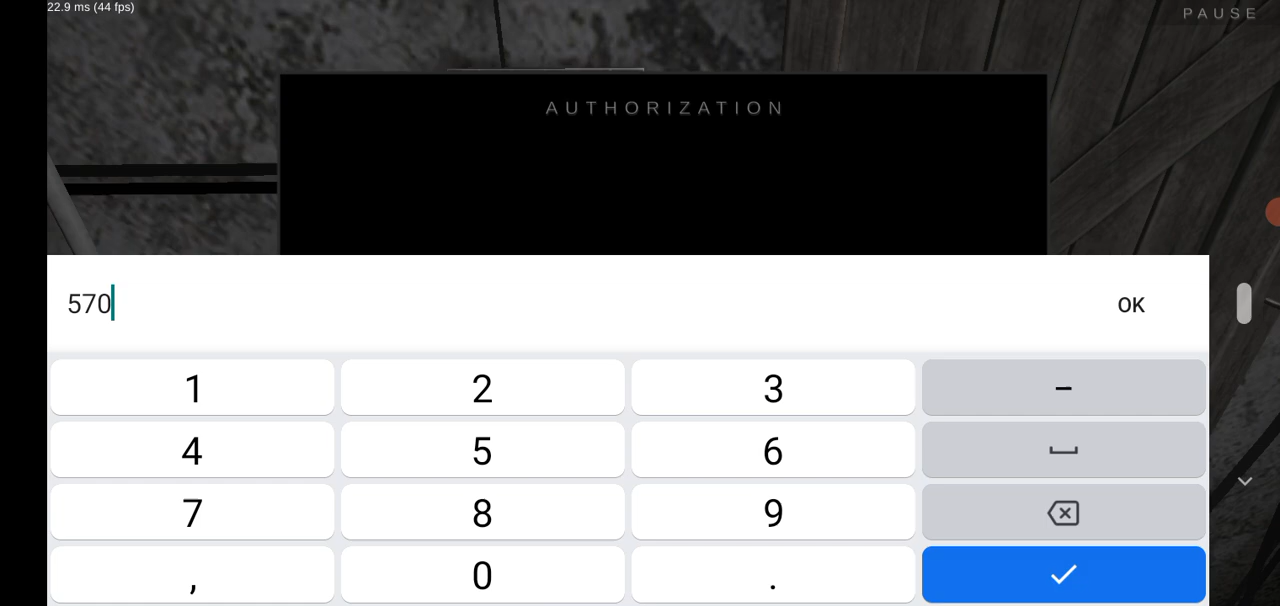 22.9 ms (44 fps)
PAUSE
AUTHORIZATION
570
OK
1 2 3 –
4 5 6
7 8 9
, 0 .